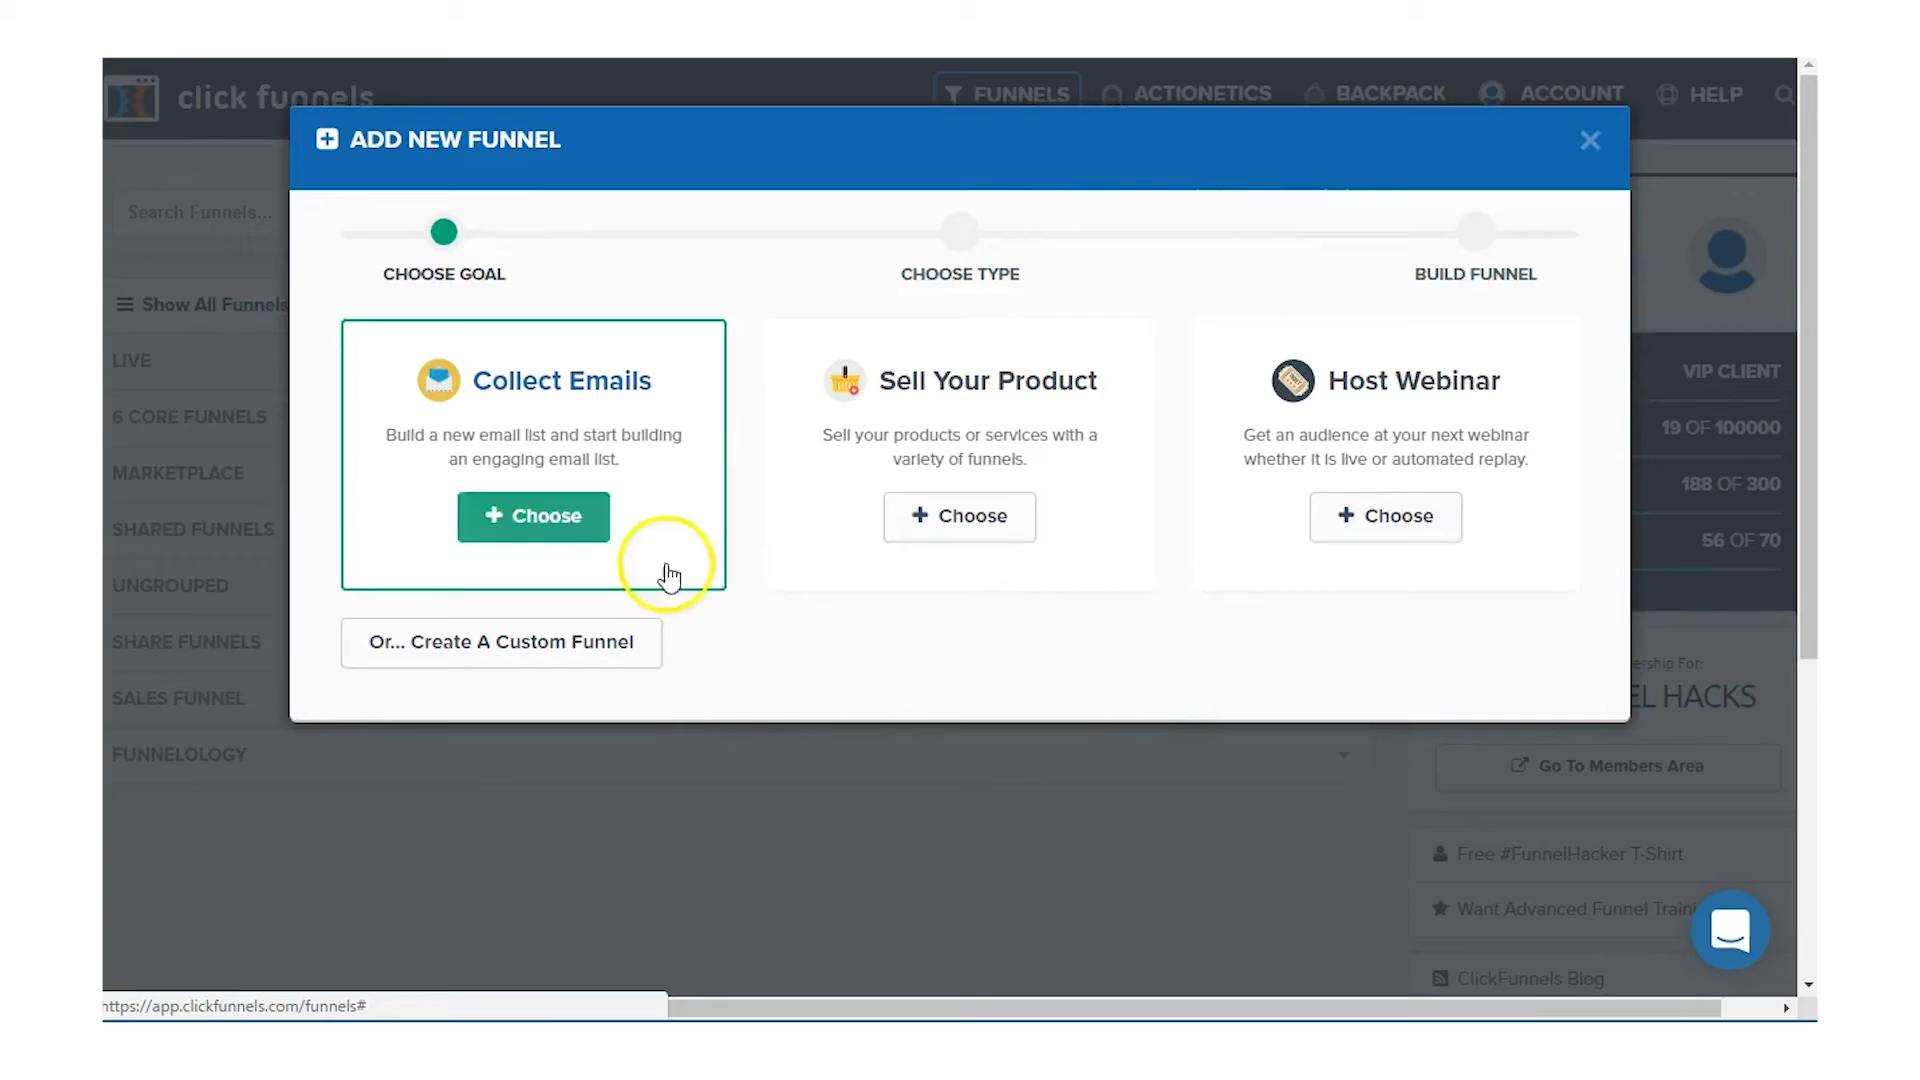 click funnels
FUNNELS
ACTIONETICS
BACKPACK
ACCOUNT
HELP
ADD NEW FUNNEL
Search Funnels...
CHOOSE GOAL
CHOOSE TYPE
BUILD FUNNEL
Show All Funnels
LIVE
6 CORE FUNNELS
MARKETPLACE
SHARED FUNNELS
UNGROUPED
SHARE FUNNELS
SALES FUNNEL
FUNNELOLOGY
Collect Emails
Build a new email list and start building
an engaging email list.
Choose
Sell Your Product
Sell your products or services with a
variety of funnels.
Choose
Host Webinar
Get an audience at your next webinar
whether it is live or automated replay.
Choose
Or... Create A Custom Funnel
VIP CLIENT
19 OF 100000
188 OF 300
56 OF 70
ership For:
EL HACKS
Go To Members Area
Free #FunnelHacker T-Shirt
Want Advanced Funnel Traini
ClickFunnels Blog
https://app.clickfunnels.com/funnels#